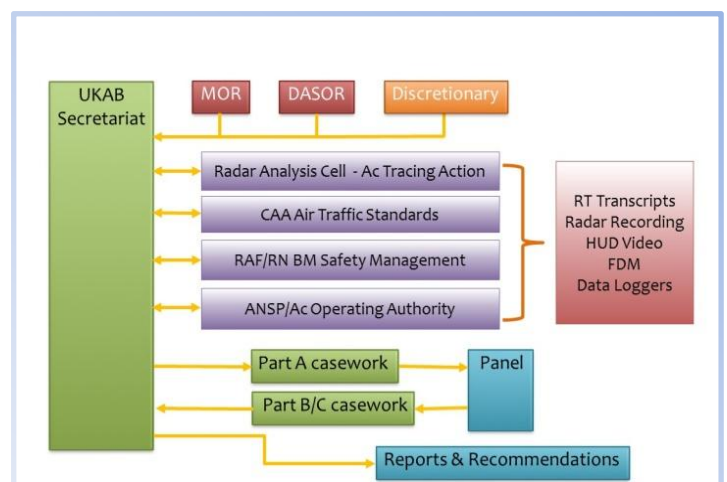 UKAB
Secretariat
MOR
DASOR
Discretionary
Radar Analysis Cell - Ac Tracing Action
CAA Air Traffic Standards
RAF/RN BM Safety Management
ANSP/Ac Operating Authority
RT Transcripts
Radar Recording
HUD Video
FDM
Data Loggers
Part A casework
Panel
Part B/C casework
Reports & Recommendations